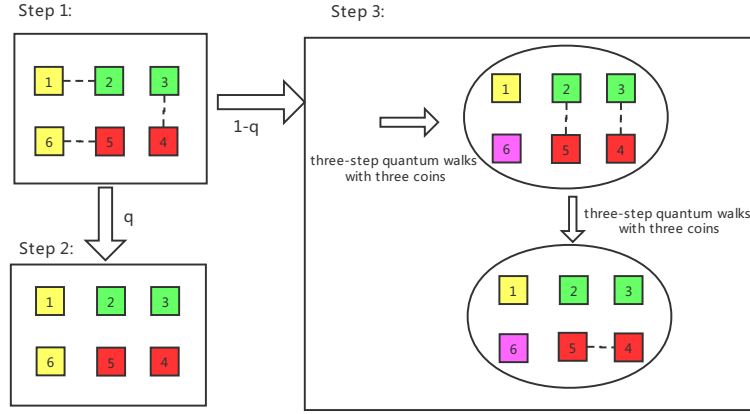 Step 1:
1 2 3
6 5 4
q
1-q
Step 2:
1 2 3
6 5 4
Step 3:
three-step quantum walks
with three coins
1 2 3
6 5 4
three-step quantum walks
with three coins
1 2 3
6 5 4